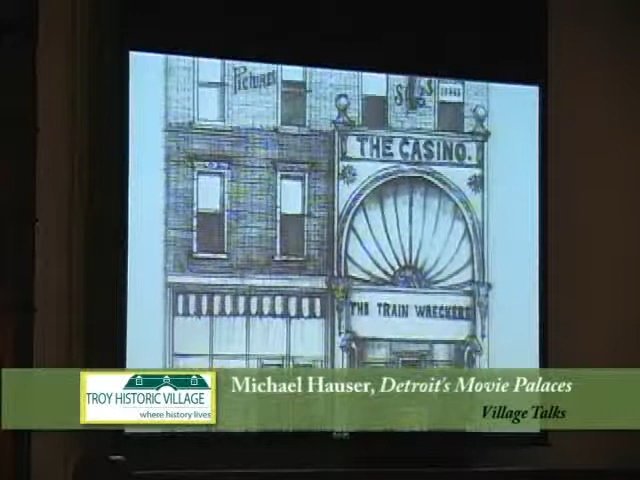 PICTURES
THE CASINO.
THE TRAIN WRECKERS
TROY HISTORIC VILLAGE
where history lives
Michael Hauser, Detroit's Movie Palaces
Village Talks